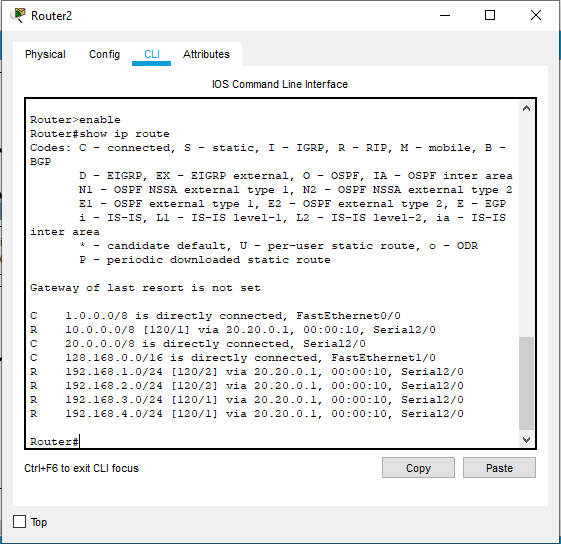 Router2
Physical Config CLI Attributes
IOS Command Line Interface
Router>enable
Router#show ip route
Codes: C - connected, S - static, I - IGRP, R - RIP, M - mobile, B -
BGP
D - EIGRP, EX - EIGRP external, O - OSPF, IA - OSPF inter area
N1 - OSPF NSSA external type 1, N2 - OSPF NSSA external type 2
E1 - OSPF external type 1, E2 - OSPF external type 2, E - EGP
i - IS-IS, L1 - IS-IS level-1, L2 - IS-IS level-2, ia - IS-IS
inter area
* - candidate default, U - per-user static route, o - ODR
P - periodic downloaded static route
Gateway of last resort is not set
C 1.0.0.0/8 is directly connected, FastEthernet0/0
R 10.0.0.0/8 [120/1] via 20.20.0.1, 00:00:10, Serial2/0
C 20.0.0.0/8 is directly connected, Serial2/0
C 128.168.0.0/16 is directly connected, FastEthernet1/0
R 192.168.1.0/24 [120/2] via 20.20.0.1, 00:00:10, Serial2/0
R 192.168.2.0/24 [120/2] via 20.20.0.1, 00:00:10, Serial2/0
R 192.168.3.0/24 [120/1] via 20.20.0.1, 00:00:10, Serial2/0
R 192.168.4.0/24 [120/1] via 20.20.0.1, 00:00:10, Serial2/0
Router#
Ctrl+F6 to exit CLI focus
Copy Paste
Top